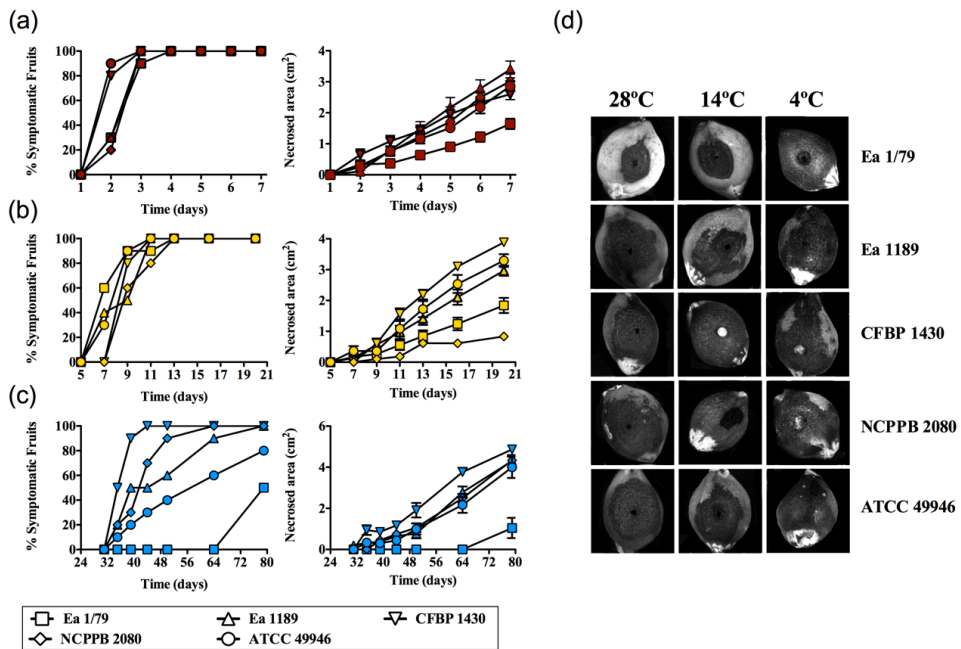 (a)
% Symptomatic Fruits
100
80
60
40
20
0
1 2 3 4 5 6 7
Time (days)
Necrosed area (cm²)
4
3
2
1
0
1 2 3 4 5 6 7
Time (days)
(b)
% Symptomatic Fruits
100
80
60
40
20
0
5 7 9 11 13 15 17 19 21
Time (days)
Necrosed area (cm²)
4
3
2
1
0
5 7 9 11 13 15 17 19 21
Time (days)
(c)
% Symptomatic Fruits
100
80
60
40
20
0
24 32 40 48 56 64 72 80
Time (days)
Necrosed area (cm²)
6
4
2
0
24 32 40 48 56 64 72 80
Time (days)
Ea 1/79 Ea 1189 CFBP 1430
NCPPB 2080 ATCC 49946
(d)
28ºC 14ºC 4ºC
Ea 1/79
Ea 1189
CFBP 1430
NCPPB 2080
ATCC 49946